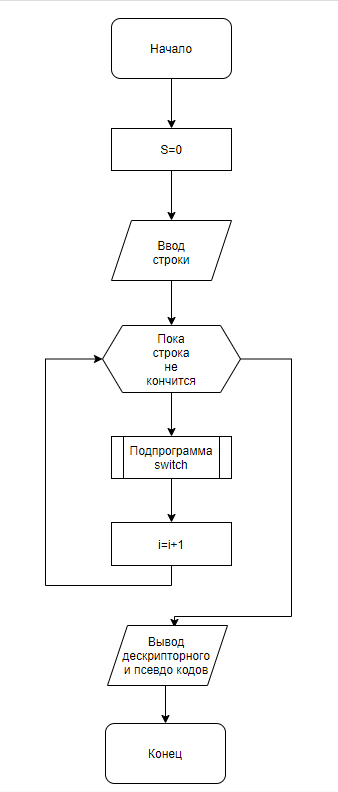 Начало
S=0
Ввод
строки
Пока
строка
не
кончится
Подпрограмма
switch
i=i+1
Вывод
дескрипторного
и псевдо кодов
Конец